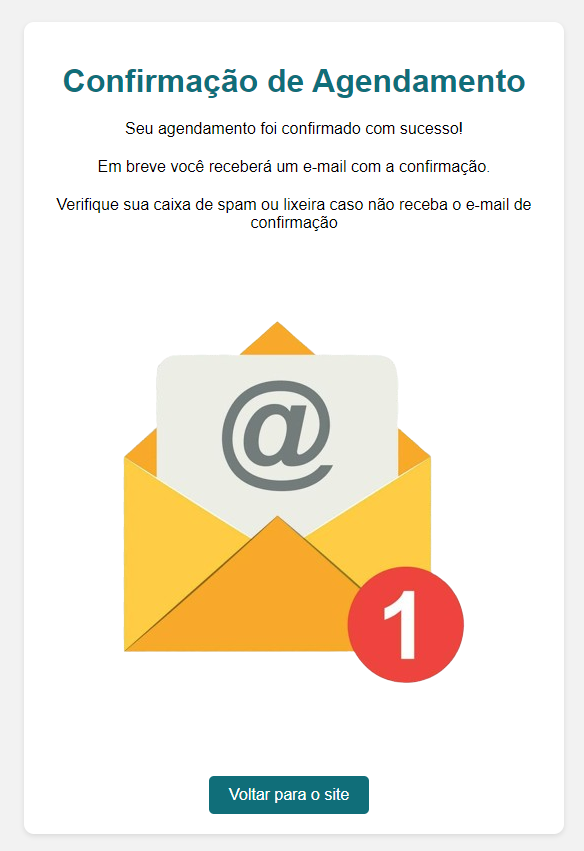 Confirmação de Agendamento
Seu agendamento foi confirmado com sucesso!
Em breve você receberá um e-mail com a confirmação.
Verifique sua caixa de spam ou lixeira caso não receba o e-mail de
confirmação
@
1
Voltar para o site